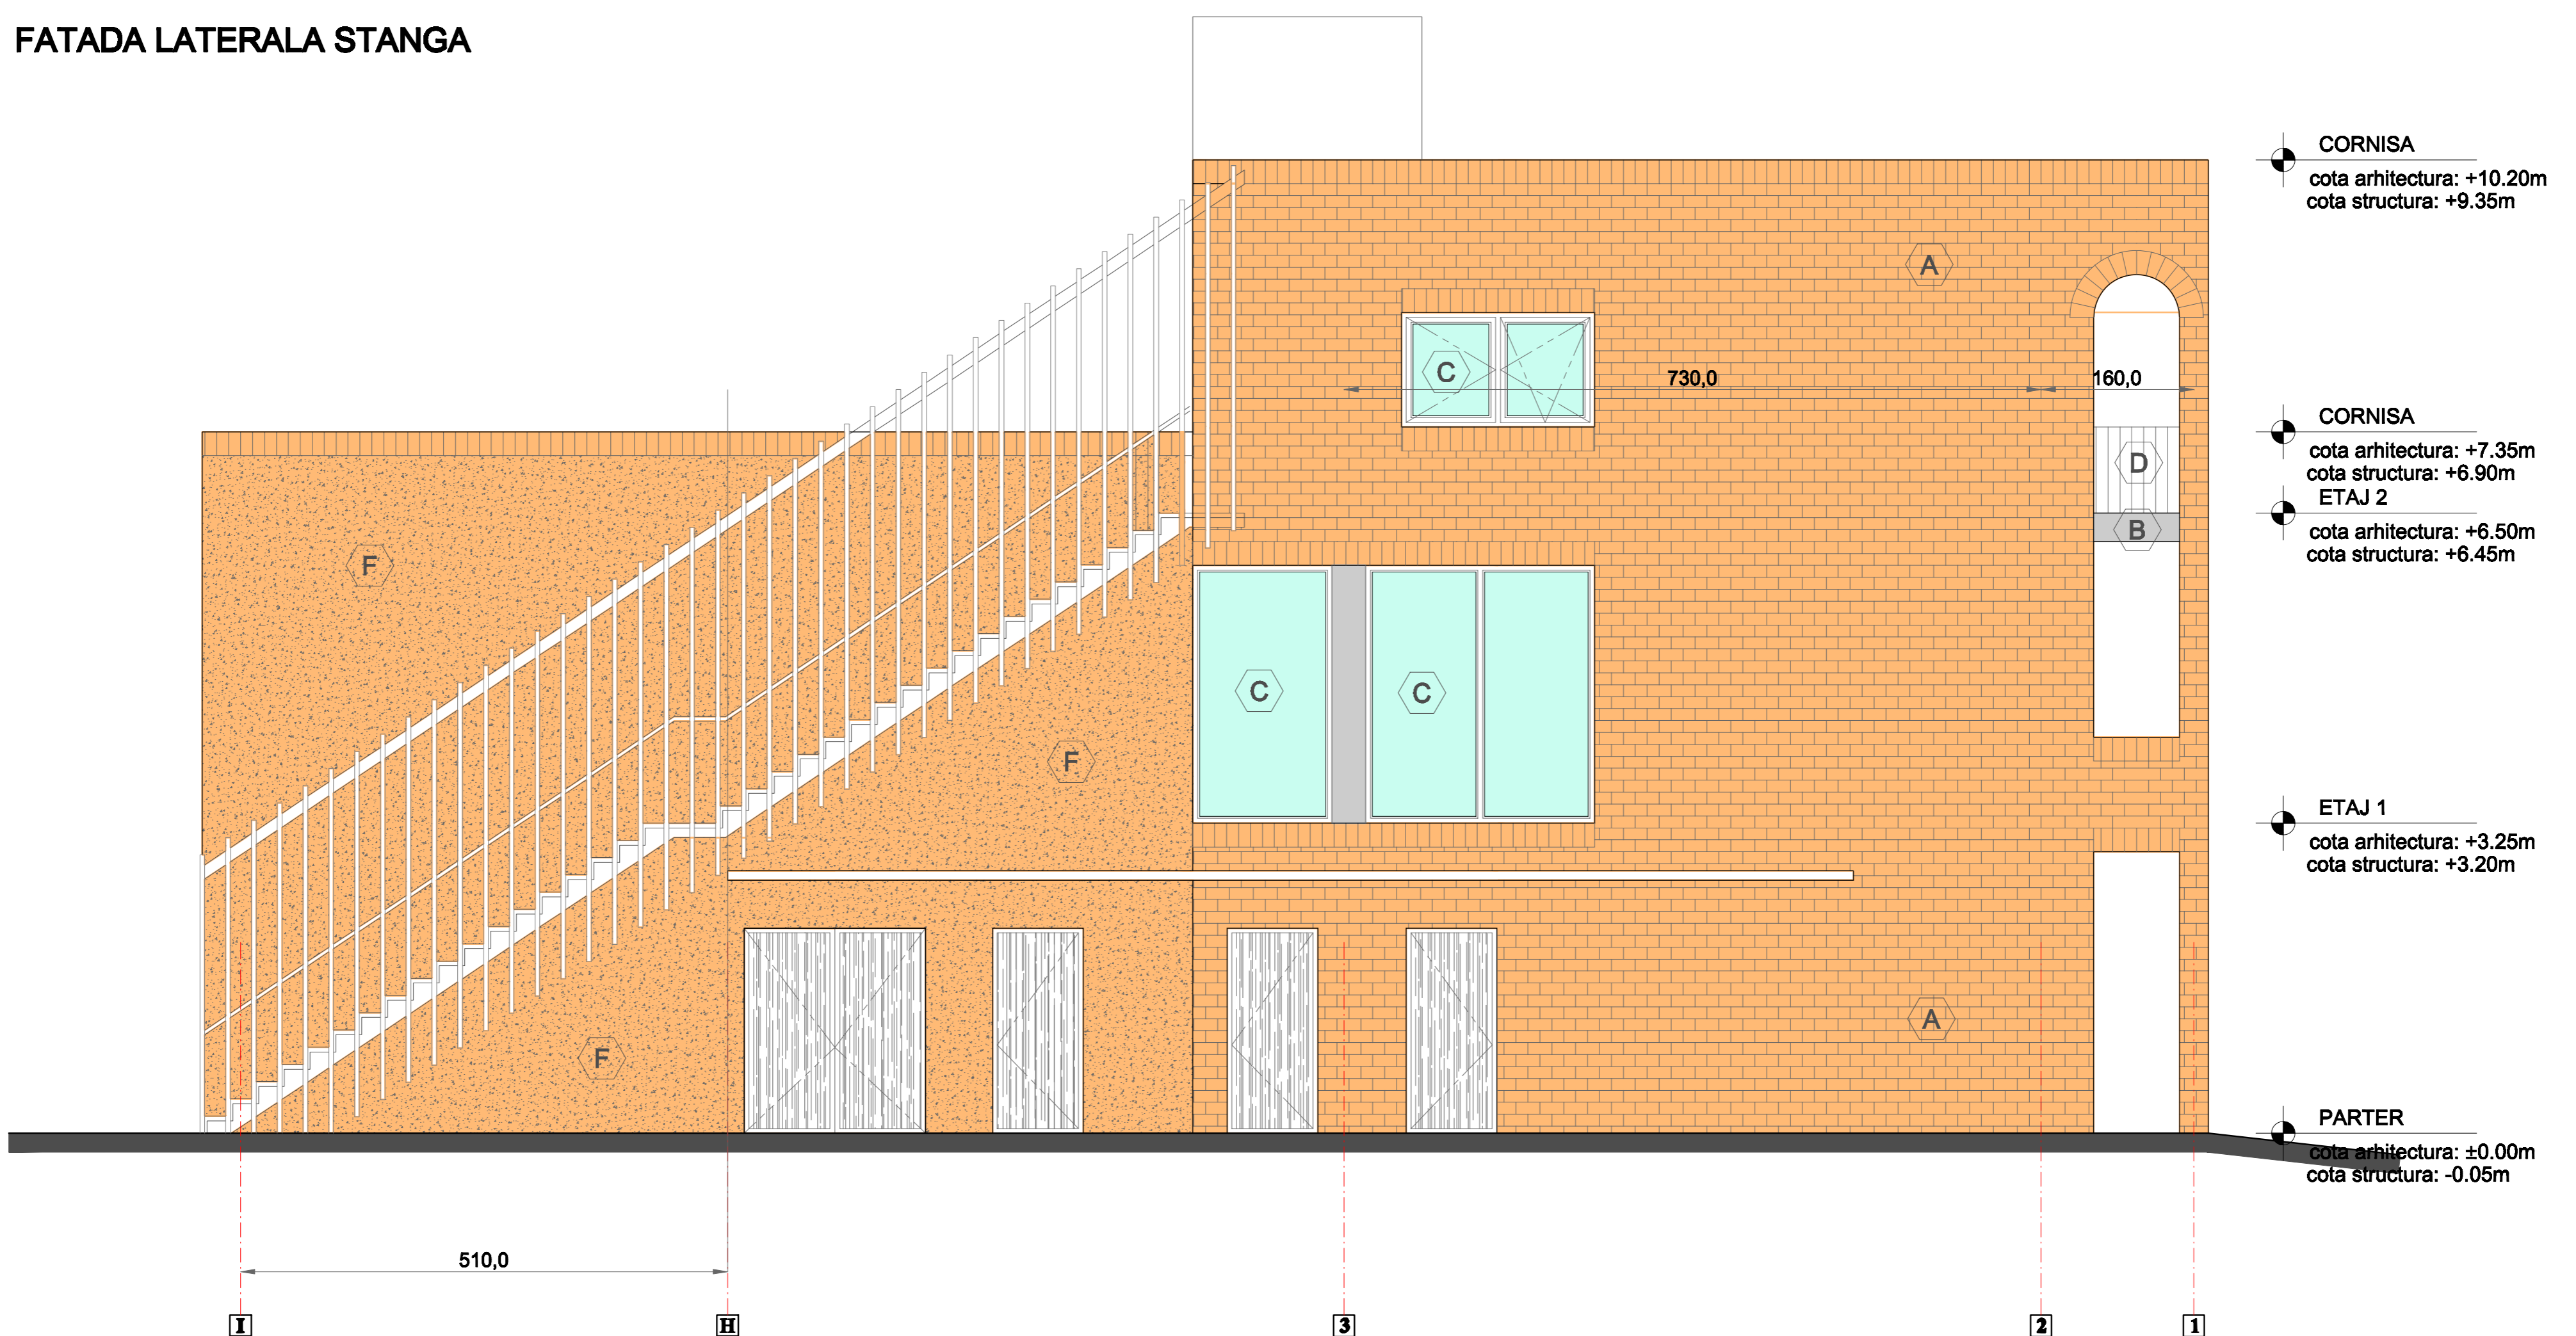 FATADA LATERALA STANGA
CORNISA
cota arhitectura: +10.20m
cota structura: +9.35m
A
C
730,0
160,0
CORNISA
cota arhitectura: +7.35m
cota structura: +6.90m
D
ETAJ 2
B
cota arhitectura: +6.50m
cota structura: +6.45m
F
C
C
F
ETAJ 1
cota arhitectura: +3.25m
cota structura: +3.20m
A
F
PARTER
cota arhitectura: ±0.00m
cota structura: -0.05m
510,0
I
H
3
2
1